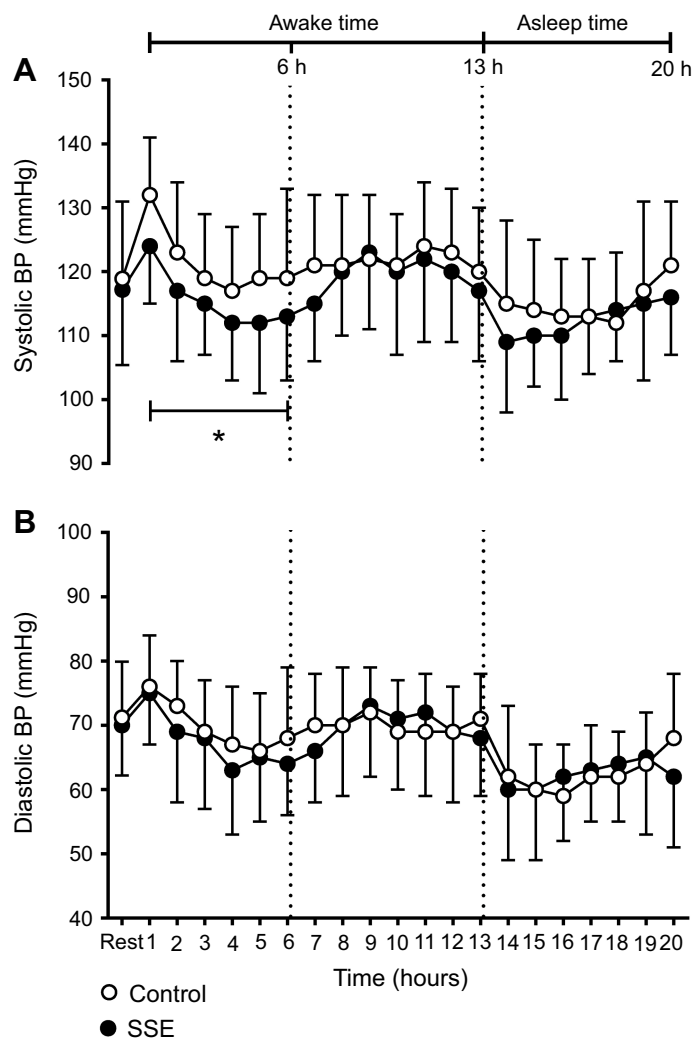 Awake time Asleep time
6 h 13 h 20 h
A
150
140
130
120
110
100
90
Systolic BP (mmHg)
*
B
100
90
80
70
60
50
40
Diastolic BP (mmHg)
Rest 1 2 3 4 5 6 7 8 9 10 11 12 13 14 15 16 17 18 19 20
Time (hours)
Control
SSE